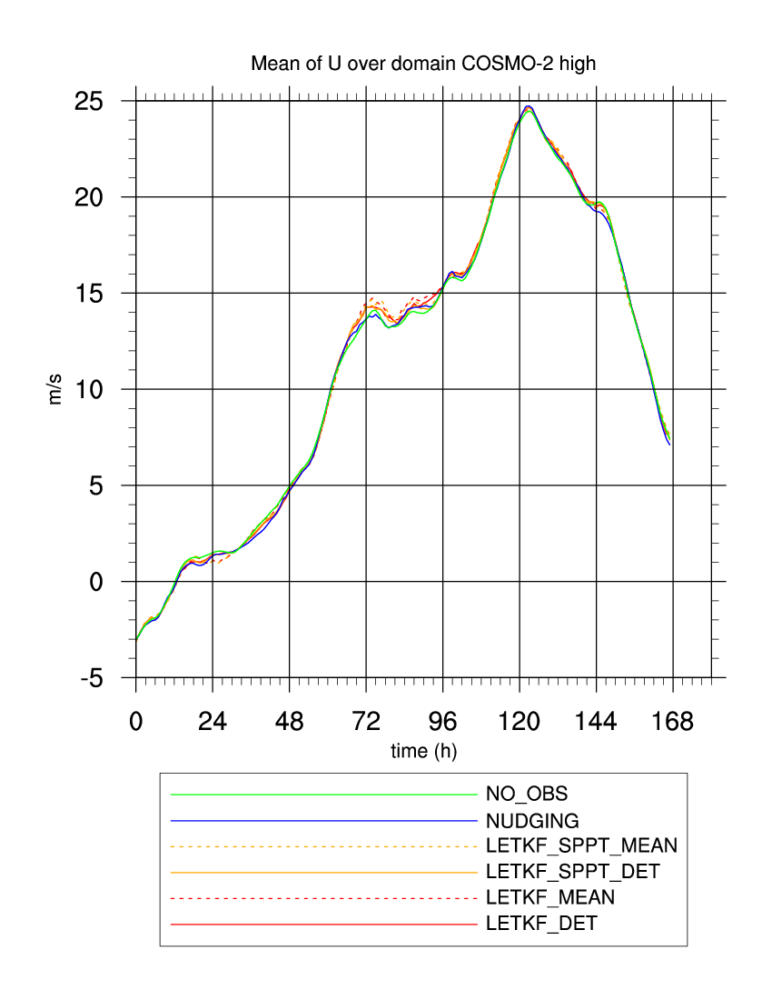 Mean of U over domain COSMO-2 high
25
20
15
10
5
0
-5
m/s
0 24 48 72 96 120 144 168
time (h)
NO_OBS
NUDGING
LETKF_SPPT_MEAN
LETKF_SPPT_DET
LETKF_MEAN
LETKF_DET